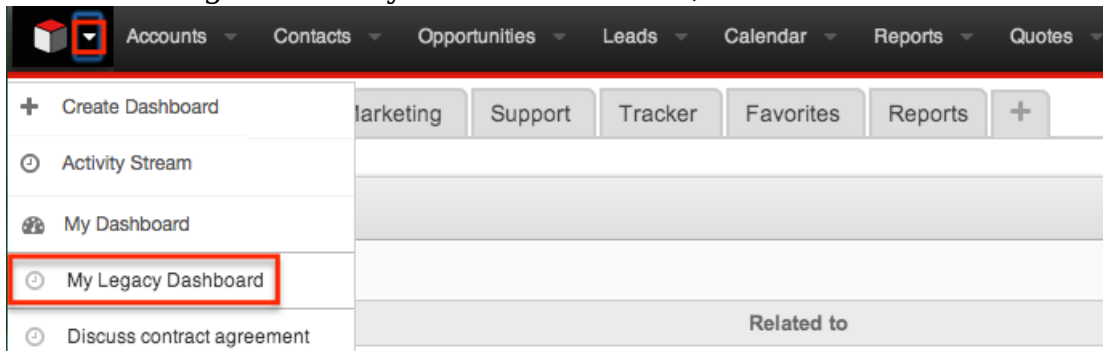 Accounts Contacts Opportunities Leads Calendar Reports Quotes
Create Dashboard
Marketing Support Tracker Favorites Reports +
Activity Stream
My Dashboard
My Legacy Dashboard
Related to
Discuss contract agreement